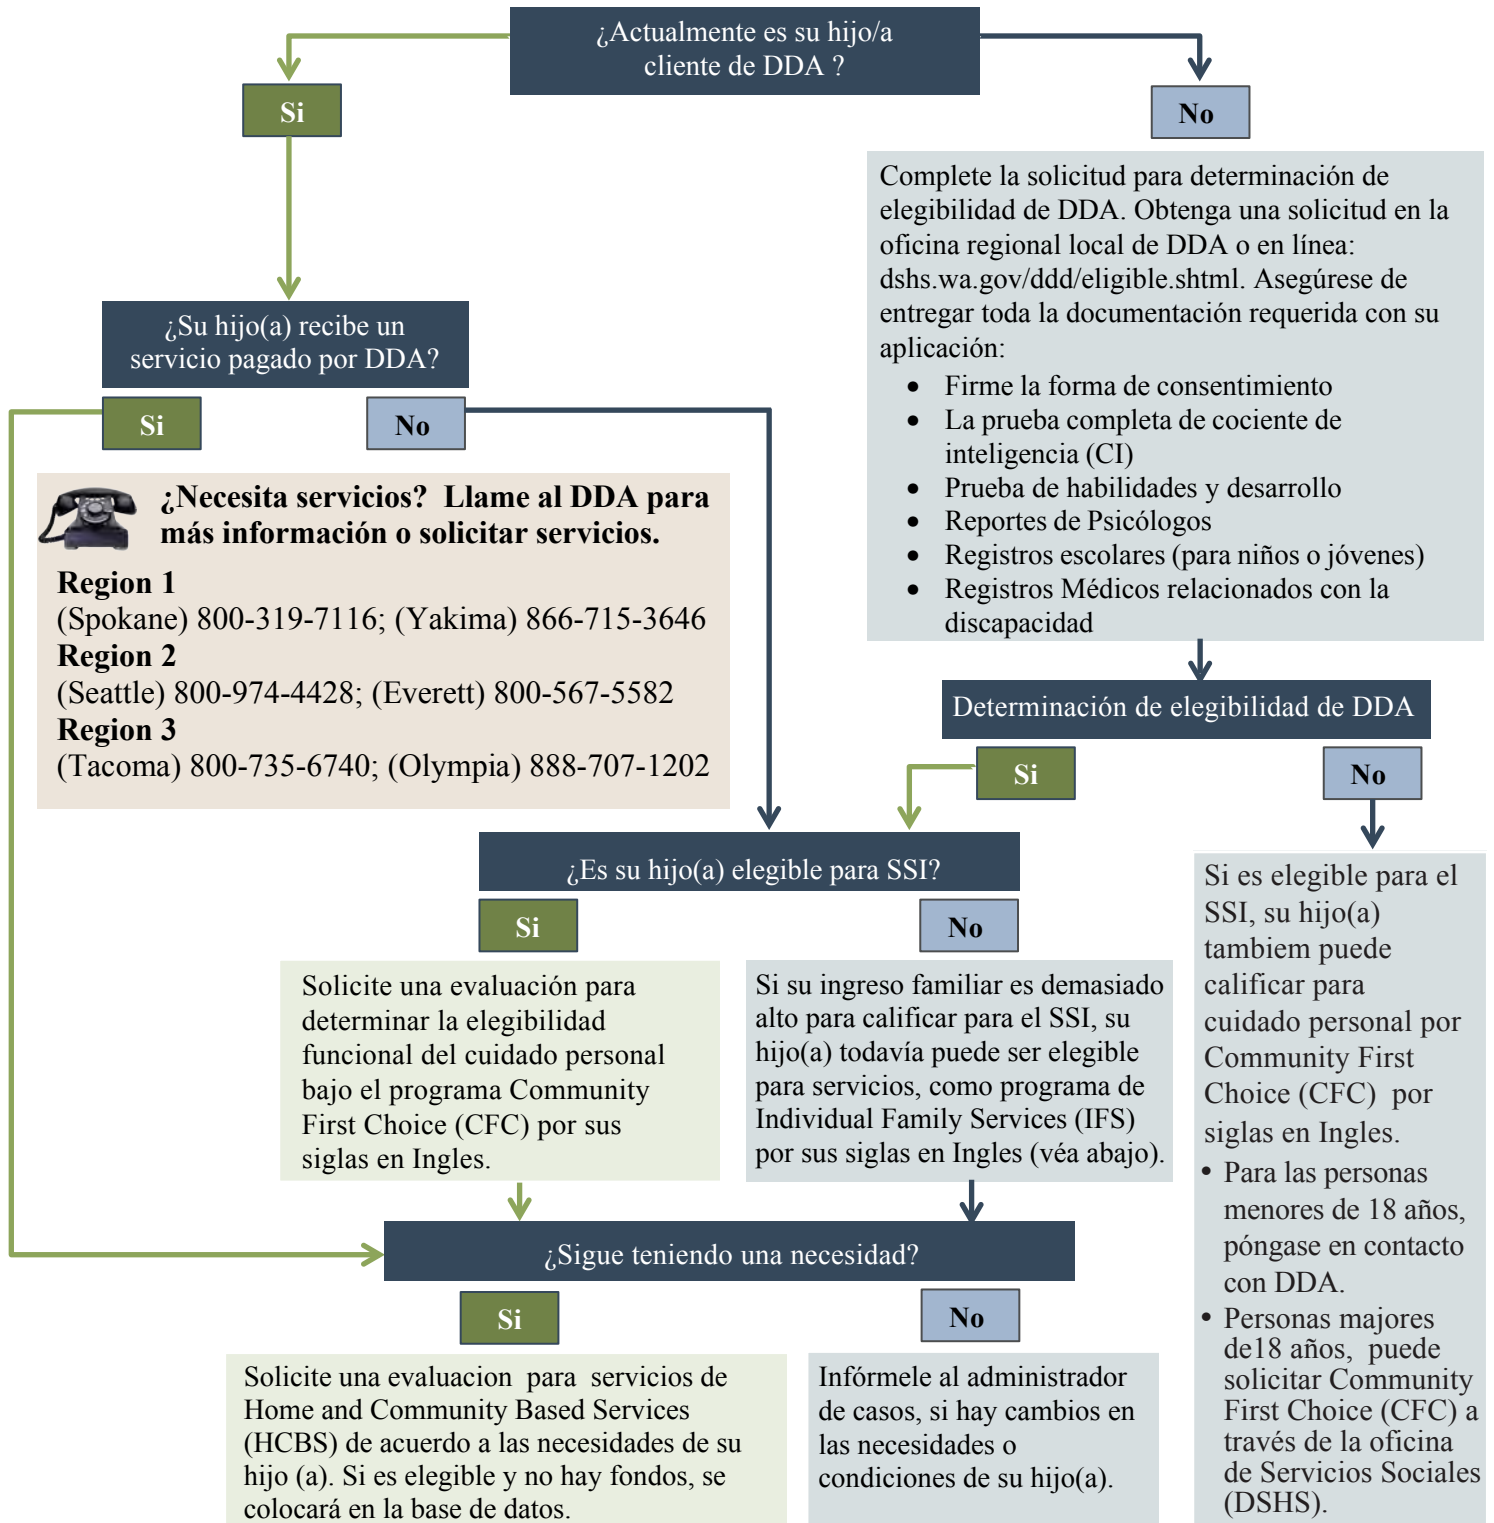 ¿Actualmente es su hijo/a
cliente de DDA ?
Si
No
Complete la solicitud para determinación de
elegibilidad de DDA. Obtenga una solicitud en la
oficina regional local de DDA o en línea:
dshs.wa.gov/ddd/eligible.shtml. Asegúrese de
entregar toda la documentación requerida con su
aplicación:
• Firme la forma de consentimiento
• La prueba completa de cociente de
inteligencia (CI)
• Prueba de habilidades y desarrollo
• Reportes de Psicólogos
• Registros escolares (para niños o jóvenes)
• Registros Médicos relacionados con la
discapacidad
¿Su hijo(a) recibe un
servicio pagado por DDA?
Si
No
¿Necesita servicios?  Llame al DDA para
más información o solicitar servicios.
Region 1
(Spokane) 800-319-7116; (Yakima) 866-715-3646
Region 2
(Seattle) 800-974-4428; (Everett) 800-567-5582
Region 3
(Tacoma) 800-735-6740; (Olympia) 888-707-1202
Determinación de elegibilidad de DDA
Si
No
¿Es su hijo(a) elegible para SSI?
Si
No
Solicite una evaluación para
determinar la elegibilidad
funcional del cuidado personal
bajo el programa Community
First Choice (CFC) por sus
siglas en Ingles.
Si su ingreso familiar es demasiado
alto para calificar para el SSI, su
hijo(a) todavía puede ser elegible
para servicios, como programa de
Individual Family Services (IFS)
por sus siglas en Ingles (véa abajo).
Si es elegible para el
SSI, su hijo(a)
tambiem puede
calificar para
cuidado personal por
Community First
Choice (CFC)  por
siglas en Ingles.
• Para las personas
menores de 18 años,
póngase en contacto
con DDA.
• Personas majores
de18 años,  puede
solicitar Community
First Choice (CFC) a
través de la oficina
de Servicios Sociales
(DSHS).
¿Sigue teniendo una necesidad?
Si
No
Solicite una evaluacion  para  servicios de
Home and Community Based Services
(HCBS) de acuerdo a las necesidades de su
hijo (a). Si es elegible y no hay fondos, se
colocará en la base de datos.
Infórmele al administrador
de casos, si hay cambios en
las necesidades o
condiciones de su hijo(a).